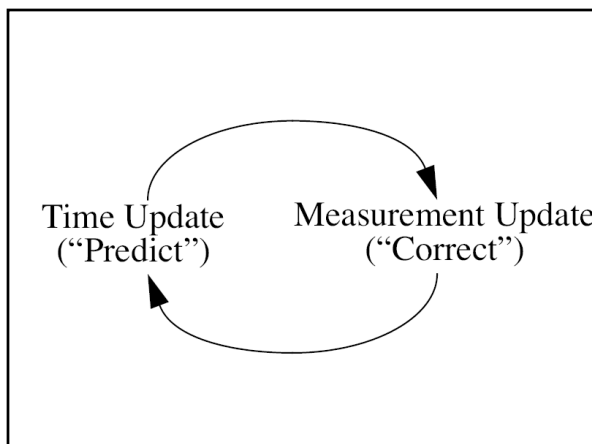 Time Update
(“Predict”)
Measurement Update
(“Correct”)